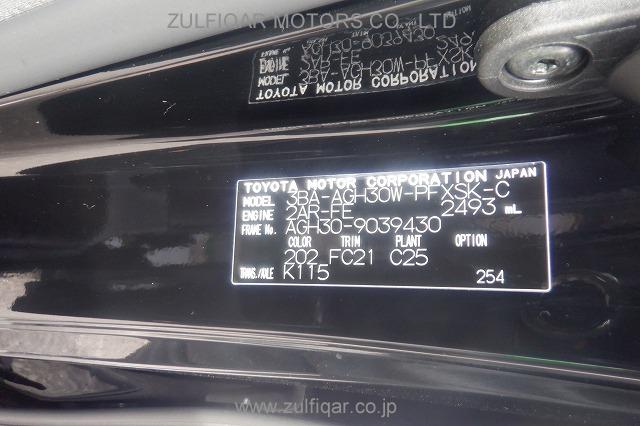 ZULFIQAR MOTORS CO., LTD
TOYOTA MOTOR CORPORATION JAPAN
MODEL 3BA-AGH30W-PFXSK-C
ENGINE 2AR-FE 2493 mL
FRAME No. AGH30-9039430
COLOR TRIM PLANT OPTION
202 FC21 C25
TRANS./AXLE K115 254
www.zulfiqar.co.jp